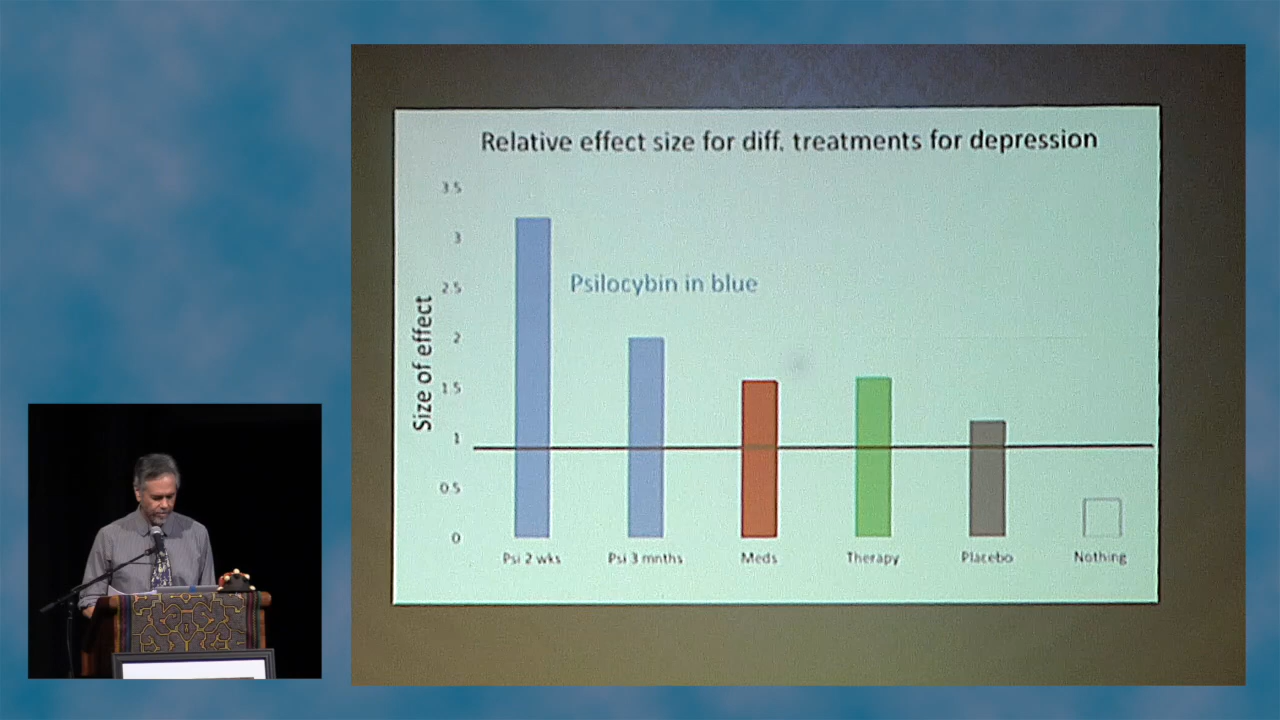 Relative effect size for diff. treatments for depression
3.5
3
2.5
2
1.5
1
0.5
0
Size of effect
Psilocybin in blue
Psi 2 wks
Psi 3 mnths
Meds
Therapy
Placebo
Nothing